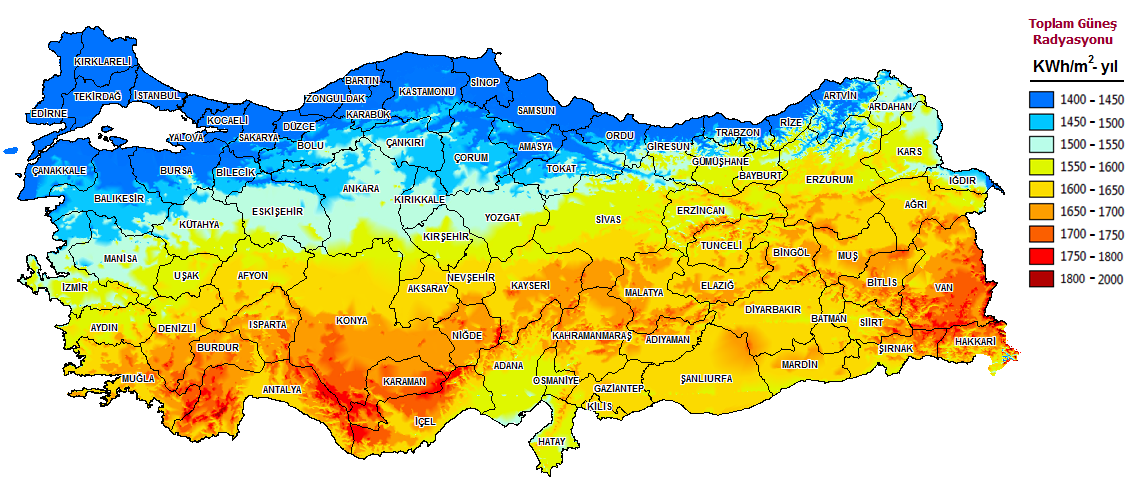 Toplam Güneş
Radyasyonu
KWh/m²- yıl
1400 - 1450
1450 - 1500
1500 - 1550
1550 - 1600
1600 - 1650
1650 - 1700
1700 - 1750
1750 - 1800
1800 - 2000
KIRKLARELİ
TEKİRDAĞ
İSTANBUL
EDİRNE
KOCAELİ
YALOVA
SAKARYA
DÜZCE
ZONGULDAK
BARTIN
KARABÜK
KASTAMONU
SİNOP
SAMSUN
BOLU
ÇANKIRI
ÇORUM
AMASYA
ORDU
GİRESUN
TRABZON
RİZE
ARTVİN
ARDAHAN
KARS
ÇANAKKALE
BURSA
BİLECİK
TOKAT
GÜMÜŞHANE
BAYBURT
ERZURUM
IĞDIR
BALIKESİR
ESKİŞEHİR
ANKARA
KIRIKKALE
YOZGAT
SİVAS
ERZİNCAN
AĞRI
KÜTAHYA
KIRŞEHİR
TUNCELİ
BİNGÖL
MUŞ
MANİSA
UŞAK
AFYON
NEVŞEHİR
AKSARAY
KAYSERİ
MALATYA
ELAZIĞ
BİTLİS
VAN
İZMİR
AYDIN
DENİZLİ
ISPARTA
KONYA
NİĞDE
KAHRAMANMARAŞ
ADIYAMAN
DİYARBAKIR
BATMAN
SİİRT
ŞIRNAK
HAKKARİ
BURDUR
MUĞLA
ANTALYA
KARAMAN
ADANA
OSMANİYE
GAZİANTEP
ŞANLIURFA
MARDİN
KİLİS
İÇEL
HATAY